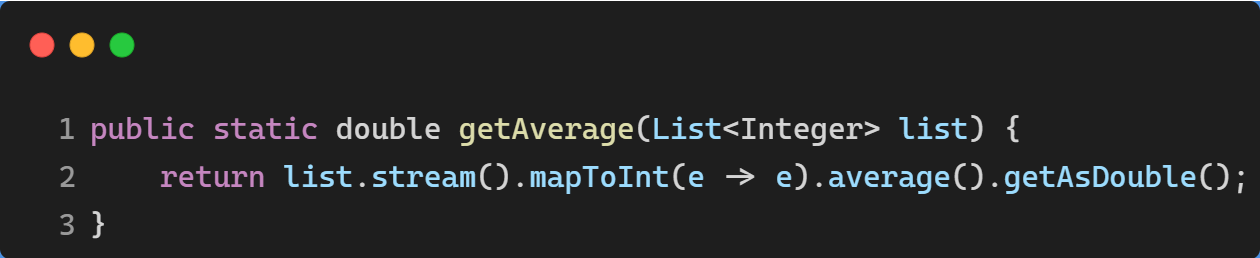 1 public static double getAverage(List<Integer> list) {
2     return list.stream().mapToInt(e -> e).average().getAsDouble();
3 }